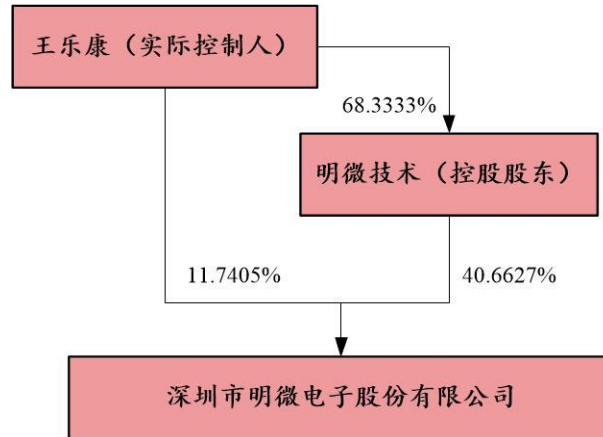 王乐康（实际控制人）
68.3333%
明微技术（控股股东）
11.7405%
40.6627%
深圳市明微电子股份有限公司